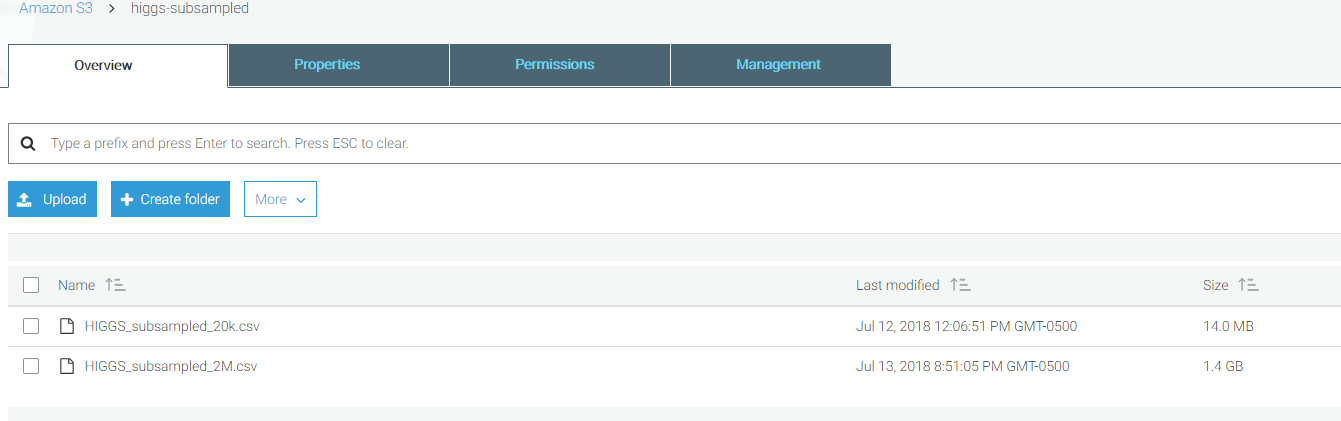 Amazon S3 > higgs-subsampled
Overview Properties Permissions Management
Type a prefix and press Enter to search. Press ESC to clear.
Upload Create folder More
Name Last modified Size
HIGGS_subsampled_20k.csv Jul 12, 2018 12:06:51 PM GMT-0500 14.0 MB
HIGGS_subsampled_2M.csv Jul 13, 2018 8:51:05 PM GMT-0500 1.4 GB